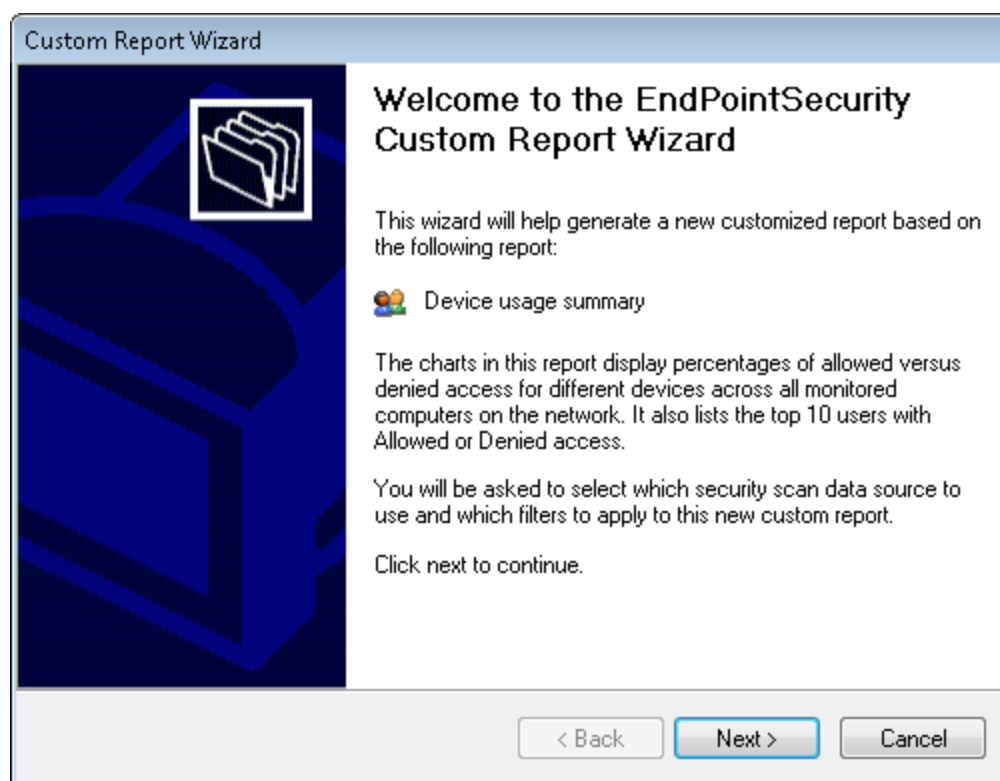 Custom Report Wizard
Welcome to the EndPointSecurity
Custom Report Wizard
This wizard will help generate a new customized report based on
the following report:
Device usage summary
The charts in this report display percentages of allowed versus
denied access for different devices across all monitored
computers on the network. It also lists the top 10 users with
Allowed or Denied access.
You will be asked to select which security scan data source to
use and which filters to apply to this new custom report.
Click next to continue.
< Back
Next >
Cancel